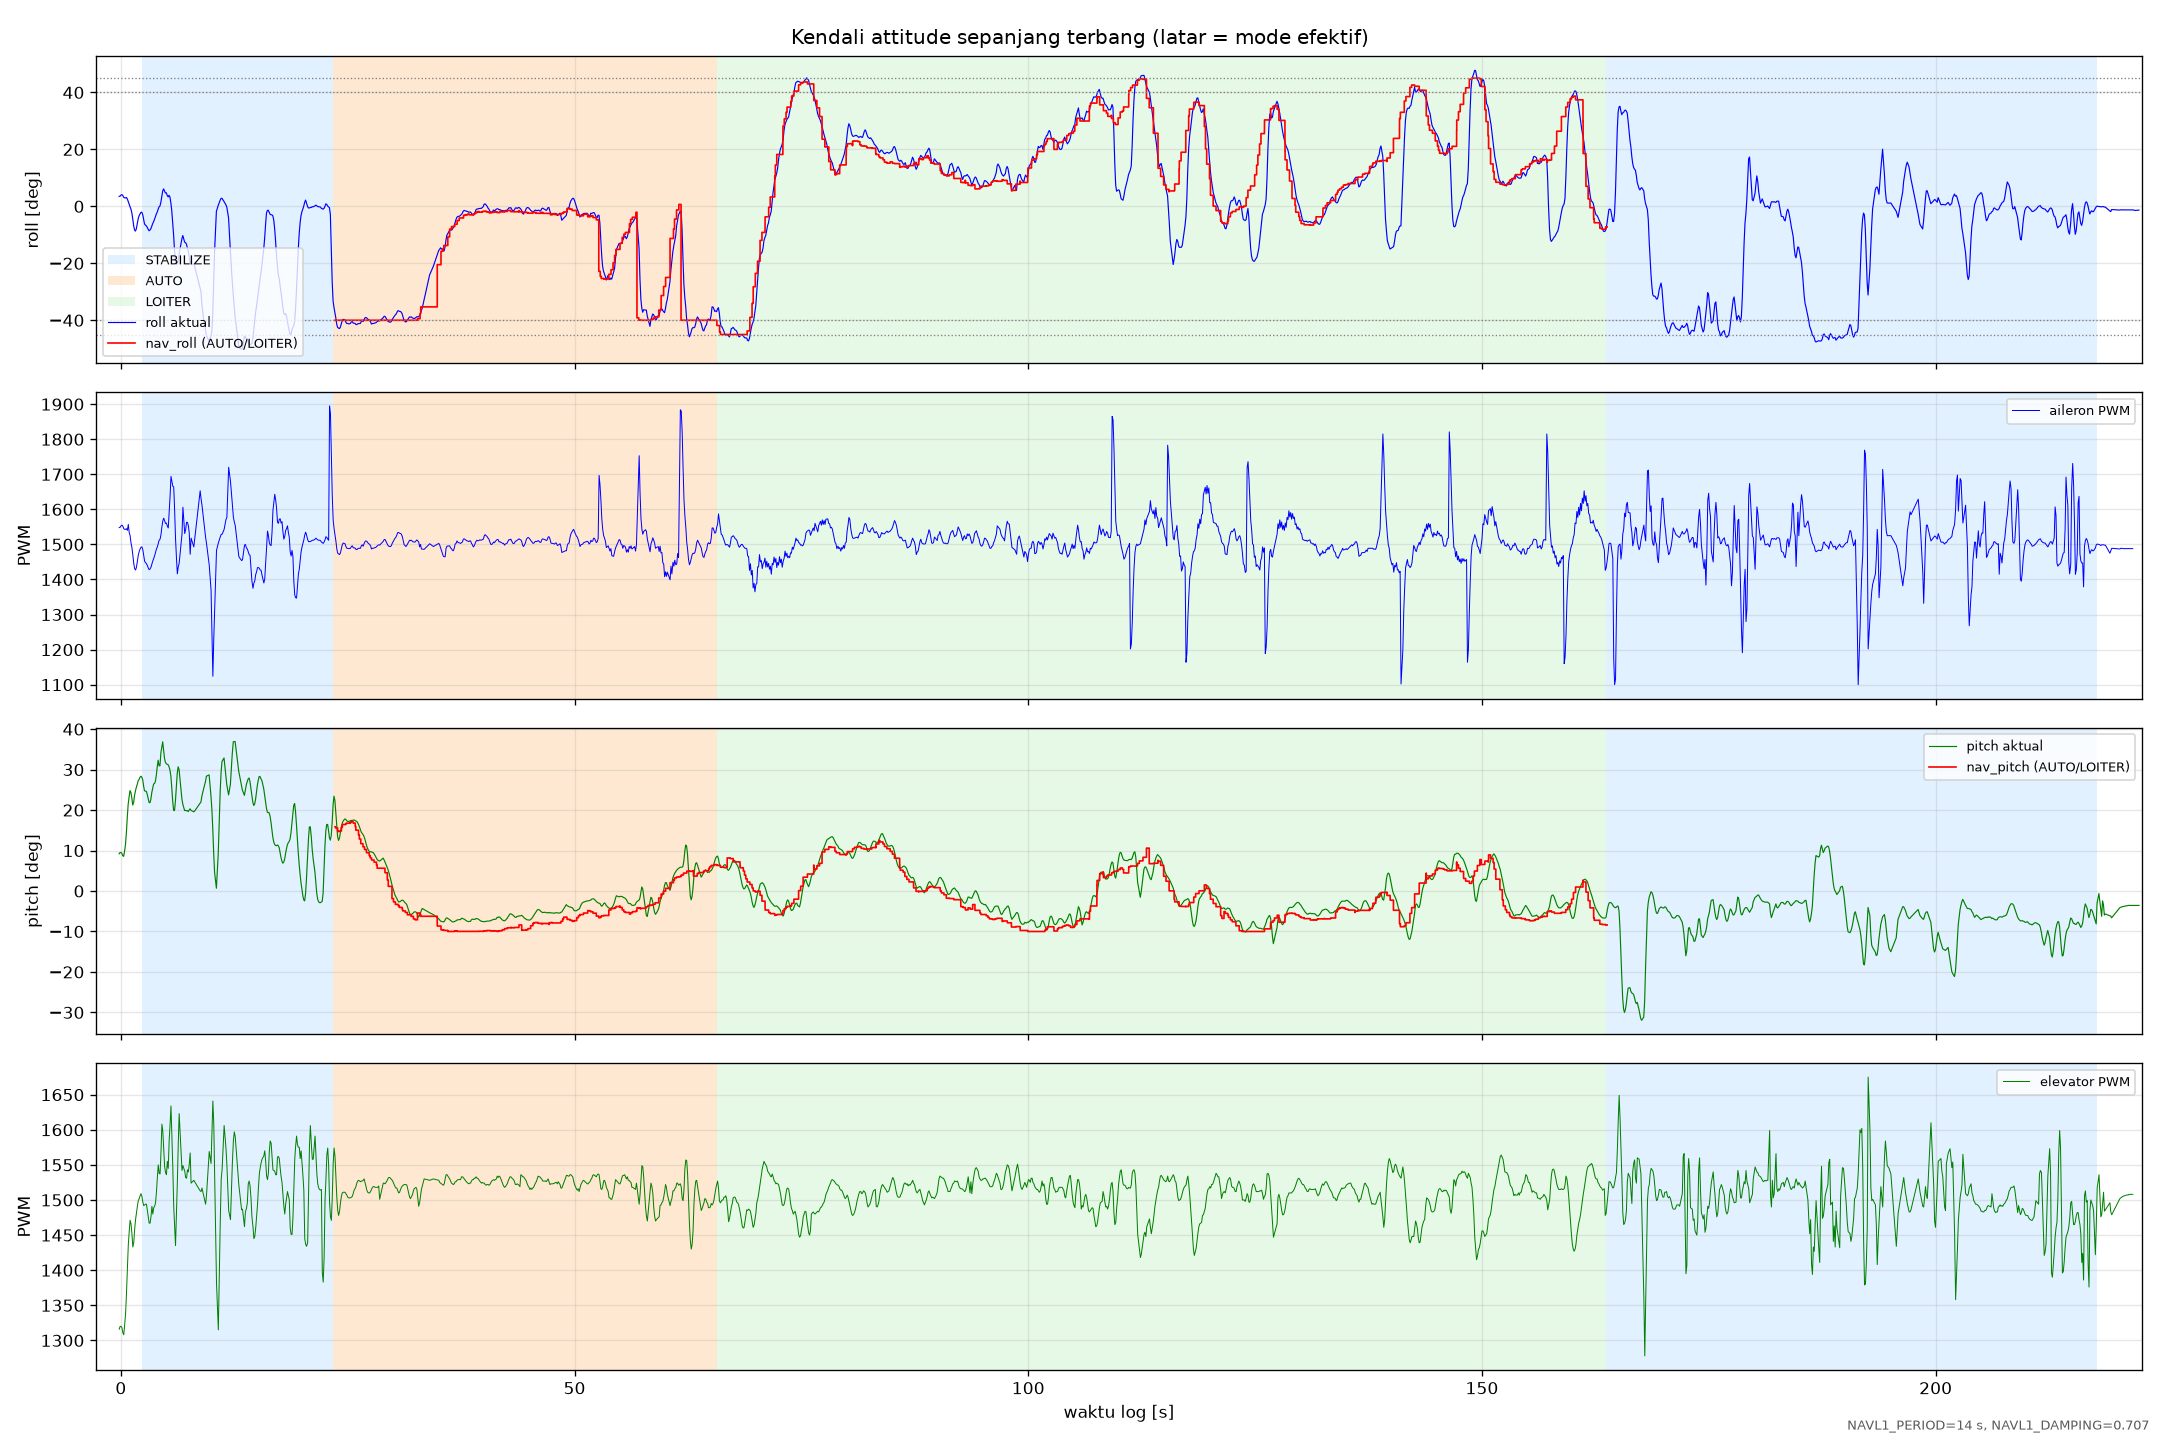 Kendali attitude sepanjang terbang (latar = mode efektif)
40
20
0
−20
−40
roll [deg]
STABILIZE
AUTO
LOITER
roll aktual
nav_roll (AUTO/LOITER)
1900
1800
1700
1600
1500
1400
1300
1200
1100
PWM
aileron PWM
40
30
20
10
0
−10
−20
−30
pitch [deg]
pitch aktual
nav_pitch (AUTO/LOITER)
1650
1600
1550
1500
1450
1400
1350
1300
PWM
elevator PWM
0
50
100
150
200
waktu log [s]
NAVL1_PERIOD=14 s, NAVL1_DAMPING=0.707